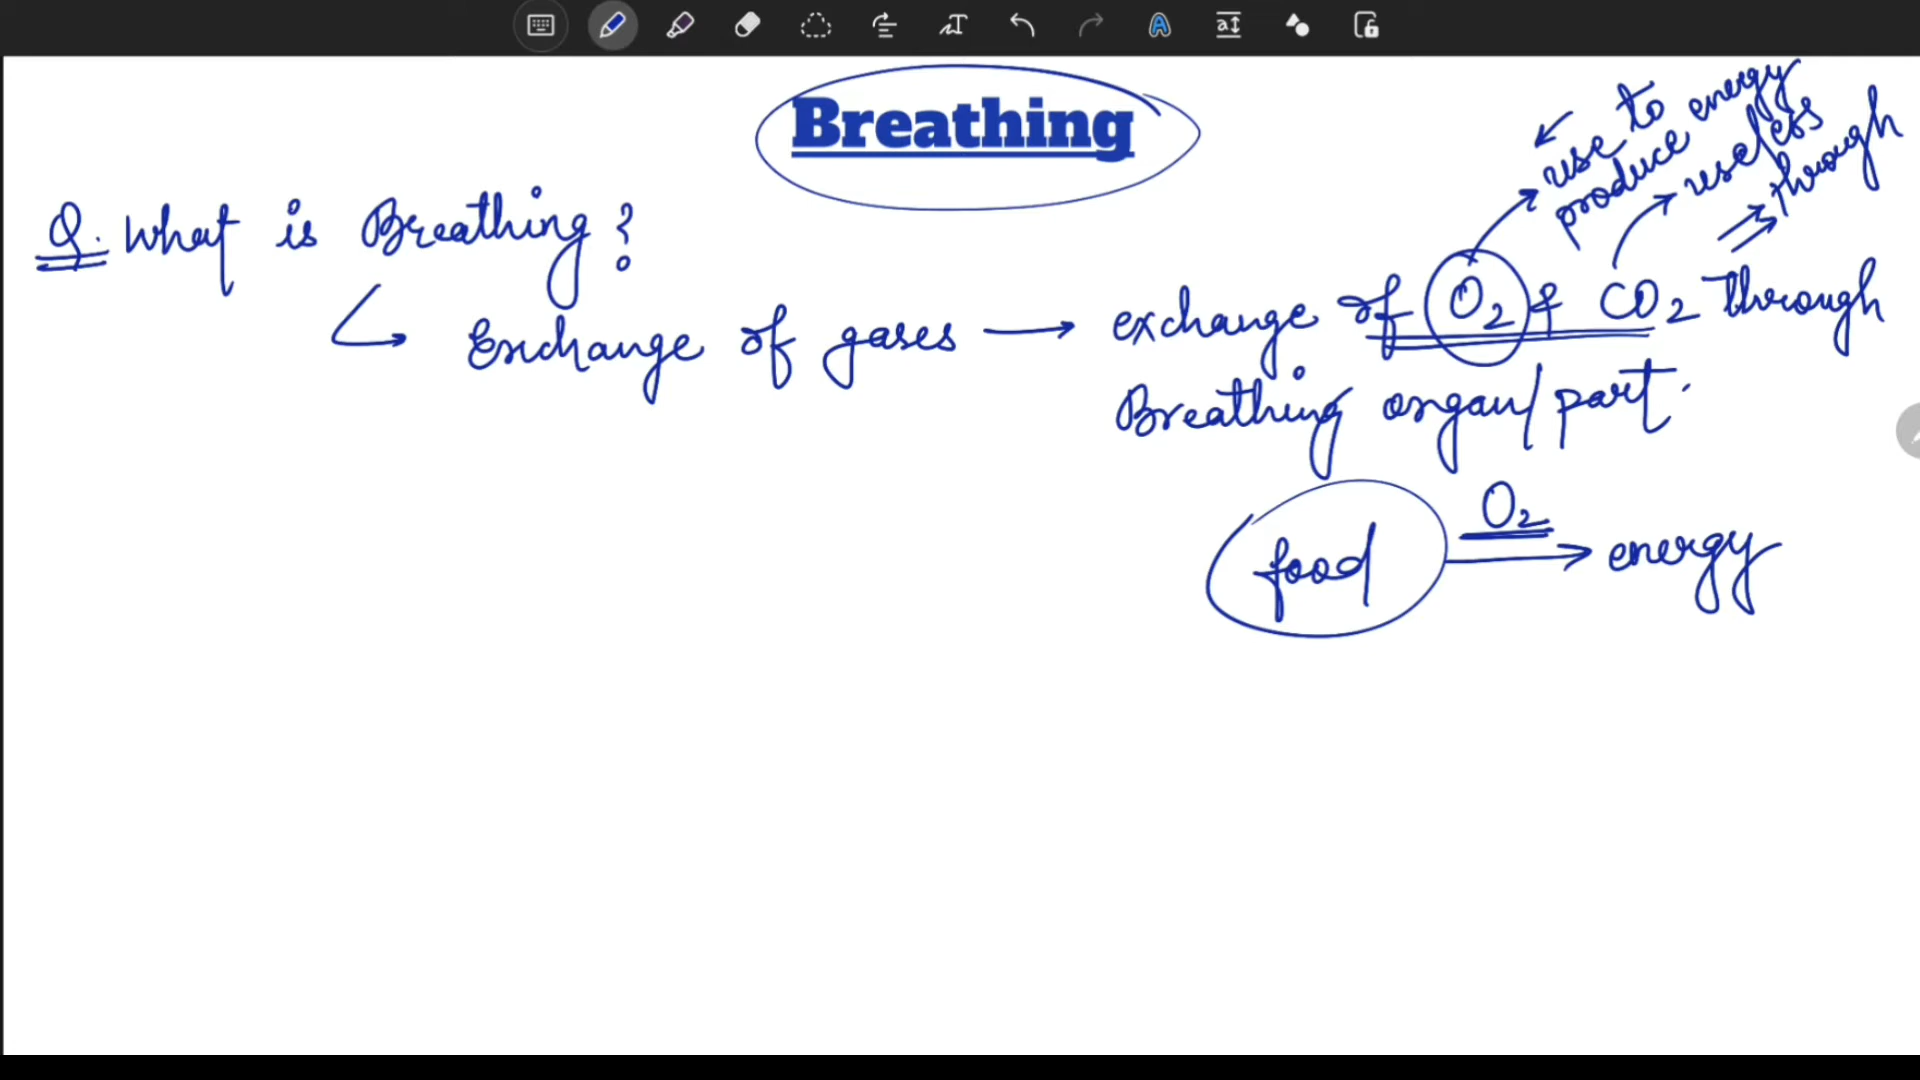 Breathing
use to
produce energy
useless
through
Q. What is Breathing?
Exchange of gases → exchange of O₂ & CO₂ through
Breathing organ/part.
food O₂ → energy